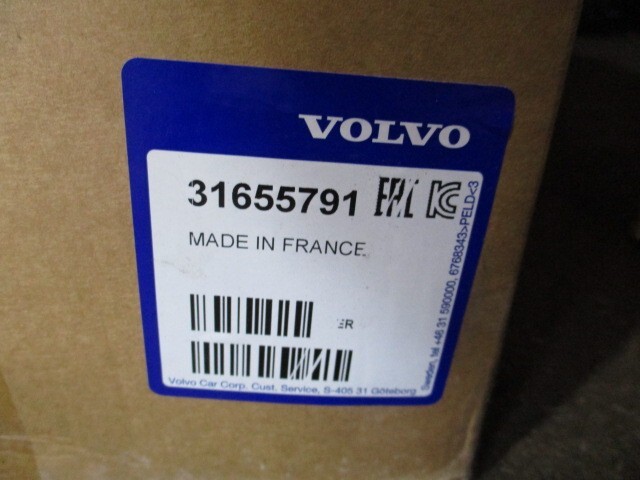 VOLVO
31655791 EAC
MADE IN FRANCE
ER
Volvo Car Corp. Cust. Service, S-405 31 Göteborg
Sweden, tel +46 31 590000. 6768343>PELD<3